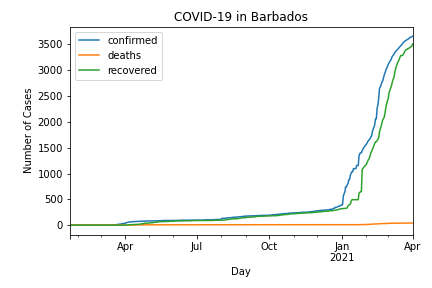 COVID-19 in Barbados
confirmed
deaths
recovered
Number of Cases
3500
3000
2500
2000
1500
1000
500
0
Apr
Jul
Oct
Jan
2021
Apr
Day